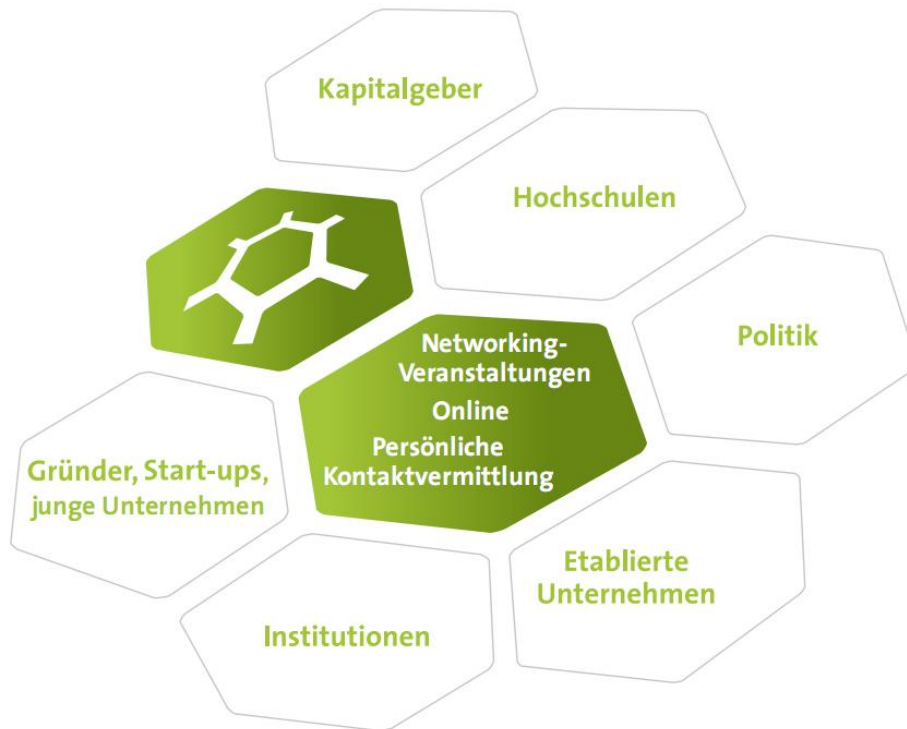 Kapitalgeber
Hochschulen
Politik
Networking-
Veranstaltungen
Online
Persönliche
Kontaktvermittlung
Gründer, Start-ups,
junge Unternehmen
Etablierte
Unternehmen
Institutionen